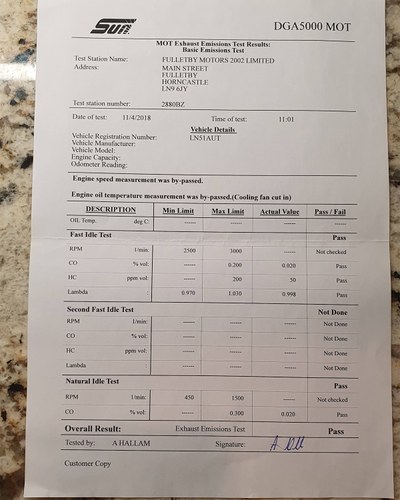 Sun DGA5000 MOT
MOT Exhaust Emissions Test Results:
Basic Emissions Test
Test Station Name: FULLETBY MOTORS 2002 LIMITED
Address: MAIN STREET
FULLETBY
HORNCASTLE
LN9 6JY
Test station number: 2880BZ
Date of test: 11/4/2018 Time of test: 11:01
Vehicle Details
Vehicle Registration Number: LN51AUT
Vehicle Manufacturer:
Vehicle Model:
Engine Capacity:
Odometer Reading:
Engine speed measurement was by-passed.
Engine oil temperature measurement was by-passed.(Cooling fan cut in)
DESCRIPTION Min Limit Max Limit Actual Value Pass / Fail
OIL Temp. deg C: ------ ------ ------ ------
Fast Idle Test Pass
RPM 1/min: 2500 3000 ------ Not checked
CO % vol: ------ 0.200 0.020 Pass
HC ppm vol: ------ 200 50 Pass
Lambda 0.970 1.030 0.998 Pass
Second Fast Idle Test Not Done
RPM 1/min: ------ ------ ------ Not Done
CO % vol: ------ ------ ------ Not Done
HC ppm vol: ------ ------ ------ Not Done
Lambda ------ ------ ------ Not Done
Natural Idle Test Pass
RPM 1/min: 450 1500 ------ Not checked
CO % vol: ------ 0.300 0.020 Pass
Overall Result: Exhaust Emissions Test Pass
Tested by: A HALLAM Signature:
Customer Copy